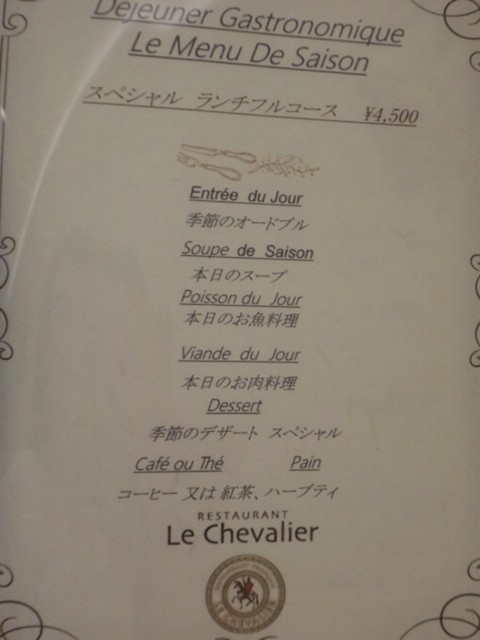 Déjeuner Gastronomique
Le Menu De Saison
スペシャル ランチフルコース ¥4,500
Entrée du Jour
季節のオードブル
Soupe de Saison
本日のスープ
Poisson du Jour
本日のお魚料理
Viande du Jour
本日のお肉料理
Dessert
季節のデザート スペシャル
Café ou Thé Pain
コーヒー 又は 紅茶、ハーブティ
RESTAURANT
Le Chevalier